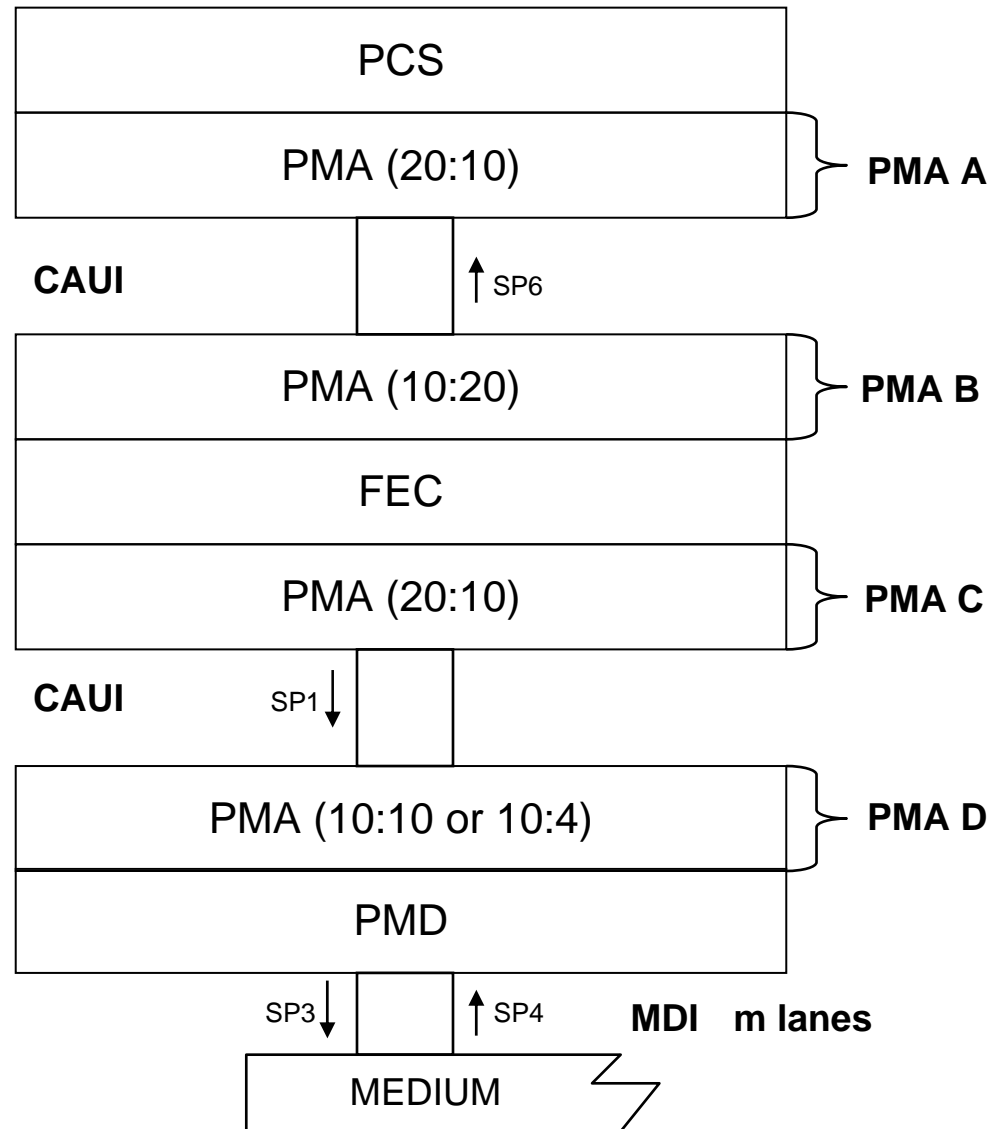 PCS
PMA (20:10)
PMA A
CAUI
SP6
PMA (10:20)
PMA B
FEC
PMA (20:10)
PMA C
CAUI
SP1
PMA (10:10 or 10:4)
PMA D
PMD
SP3
SP4
MDI m lanes
MEDIUM